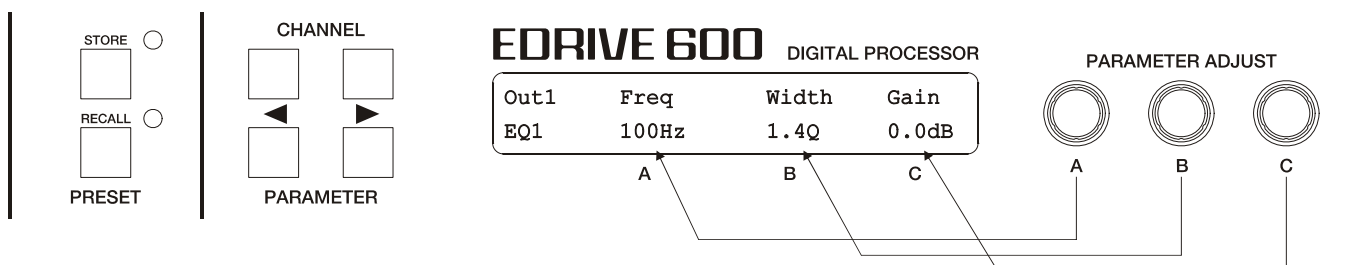 STORE
RECALL
PRESET
CHANNEL
PARAMETER
EDRIVE 600 DIGITAL PROCESSOR
Out1 Freq Width Gain
EQ1 100Hz 1.4Q 0.0dB
A B C
PARAMETER ADJUST
A B C